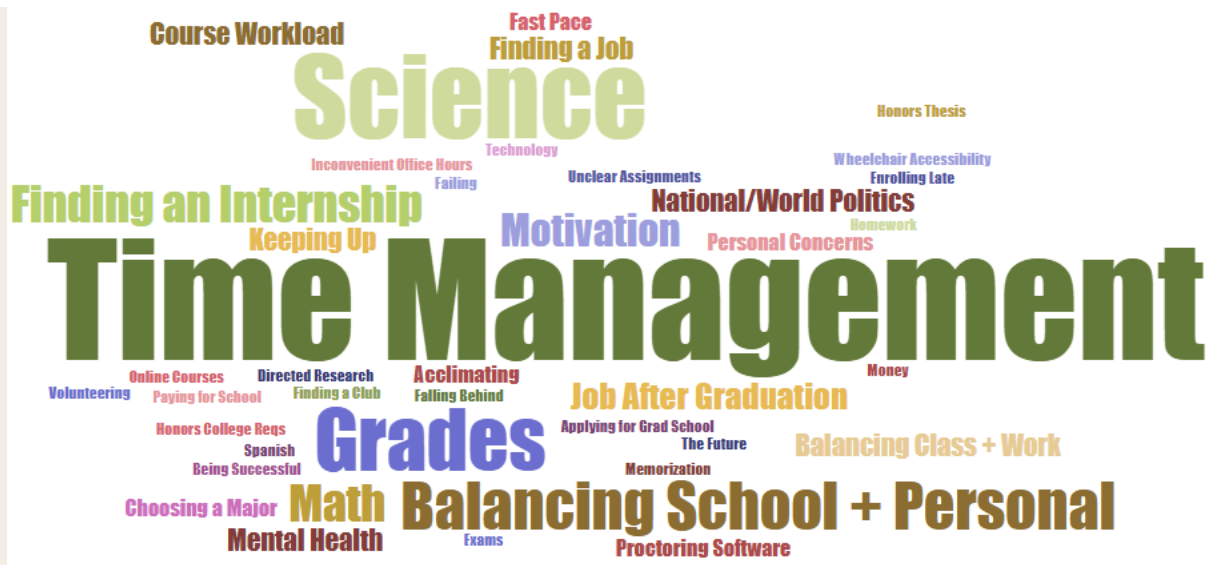 Fast Pace
Course Workload
Finding a Job
Science
Honors Thesis
Technology
Inconvenient Office Hours
Wheelchair Accessibility
Failing
Unclear Assignments
Enrolling Late
Finding an Internship
National/World Politics
Motivation
Homework
Keeping Up
Personal Concerns
Time Management
Online Courses
Directed Research
Acclimating
Money
Volunteering
Paying for School
Finding a Club
Falling Behind
Job After Graduation
Honors College Reqs
Grades
Applying for Grad School
Spanish
The Future
Balancing Class + Work
Being Successful
Memorization
Choosing a Major
Math
Balancing School + Personal
Mental Health
Exams
Proctoring Software